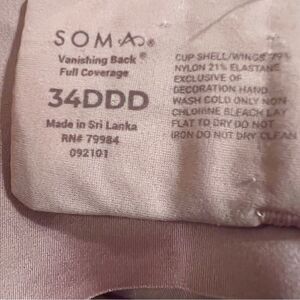 SOMA®
Vanishing Back®
Full Coverage
34DDD
Made in Sri Lanka
RN# 79984
092101
CUP SHELL/WINGS 79%
NYLON 21% ELASTANE
EXCLUSIVE OF
DECORATION HAND
WASH COLD ONLY NON-
CHLORINE BLEACH LAY
FLAT TO DRY DO NOT
IRON DO NOT DRY CLEAN